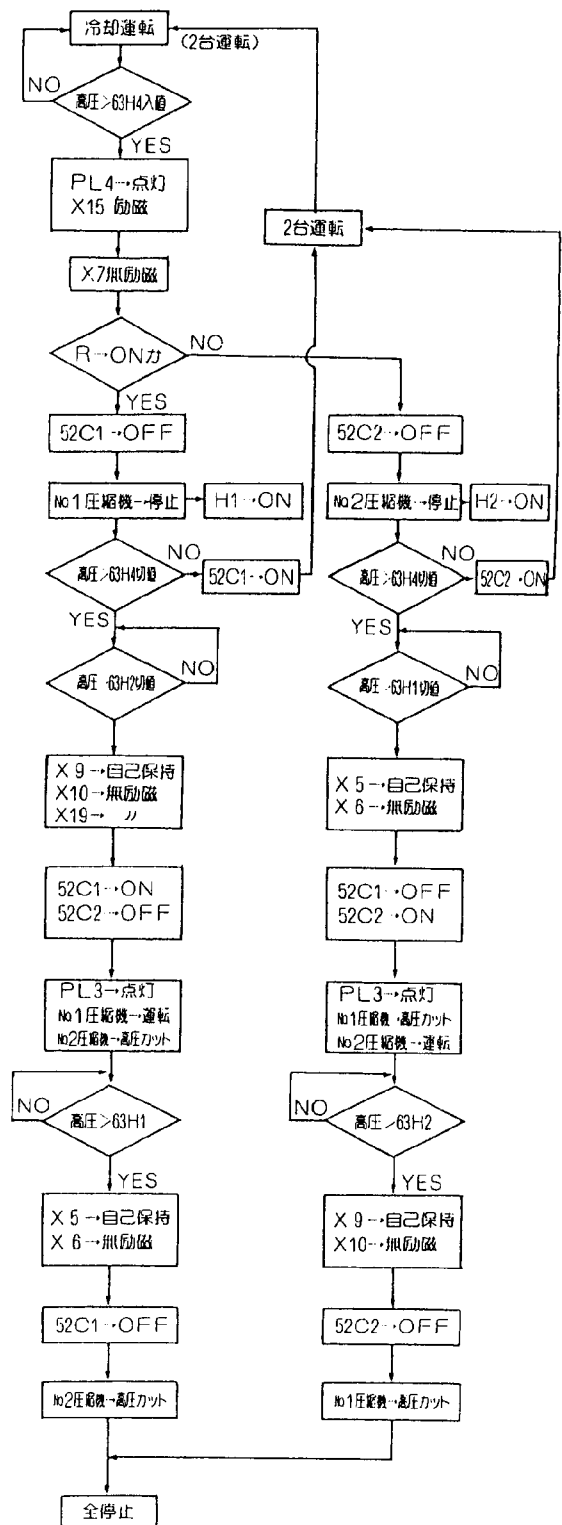 冷却運転
(2台運転)
高圧>63H4入値
NO
YES
PL4→点灯
X15 励磁
2台運転
X7無励磁
R→ONか
NO
YES
52C1→OFF
52C2→OFF
No1圧縮機→停止
H1→ON
No2圧縮機→停止
H2→ON
高圧>63H4切値
NO
52C1→ON
高圧>63H4切値
NO
52C2→ON
YES
YES
高圧>63H2切値
NO
高圧>63H1切値
NO
X9→自己保持
X10→無励磁
X19→ 〃
X5→自己保持
X6→無励磁
52C1→ON
52C2→OFF
52C1→OFF
52C2→ON
PL3→点灯
No1圧縮機→運転
No2圧縮機→高圧カット
PL3→点灯
No1圧縮機→高圧カット
No2圧縮機→運転
NO
高圧>63H1
NO
高圧>63H2
YES
YES
X5→自己保持
X6→無励磁
X9→自己保持
X10→無励磁
52C1→OFF
52C2→OFF
No2圧縮機→高圧カット
No1圧縮機→高圧カット
全停止